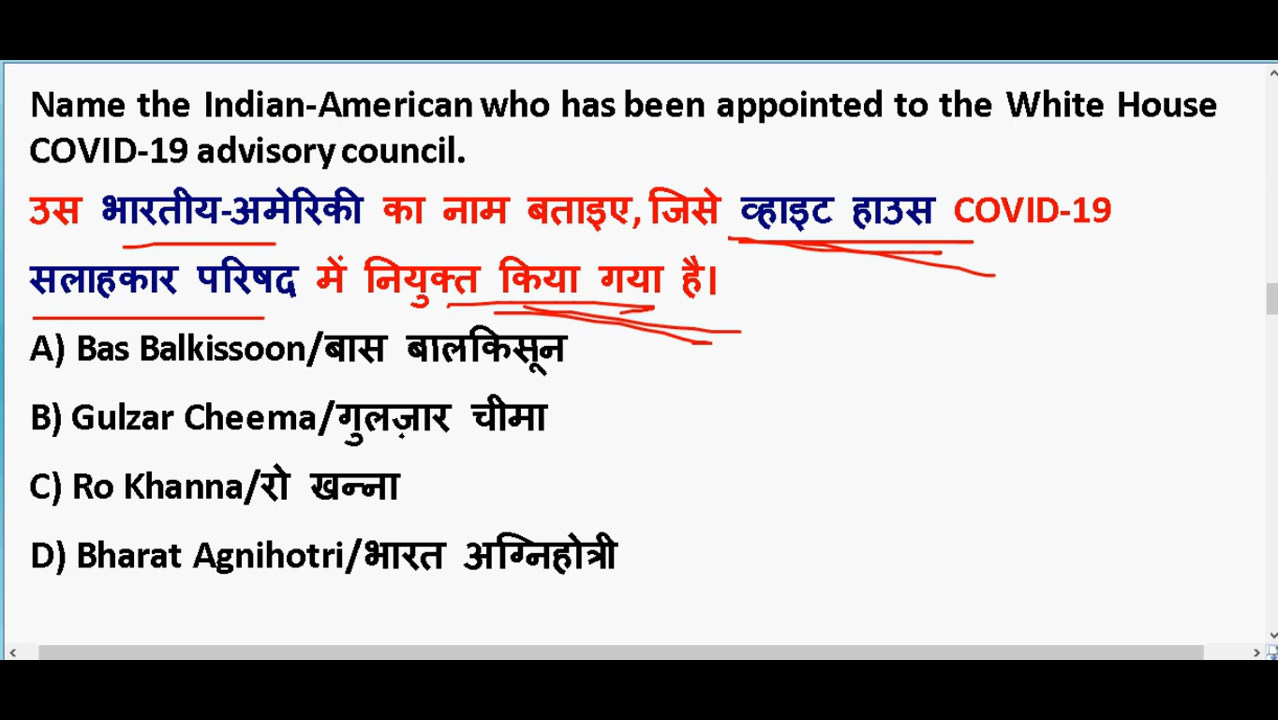 Name the Indian-American who has been appointed to the White House
COVID-19 advisory council.
उस भारतीय-अमेरिकी का नाम बताइए, जिसे व्हाइट हाउस COVID-19
सलाहकार परिषद में नियुक्त किया गया है।
A) Bas Balkissoon/बास बालकिसून
B) Gulzar Cheema/गुलज़ार चीमा
C) Ro Khanna/रो खन्ना
D) Bharat Agnihotri/भारत अग्निहोत्री